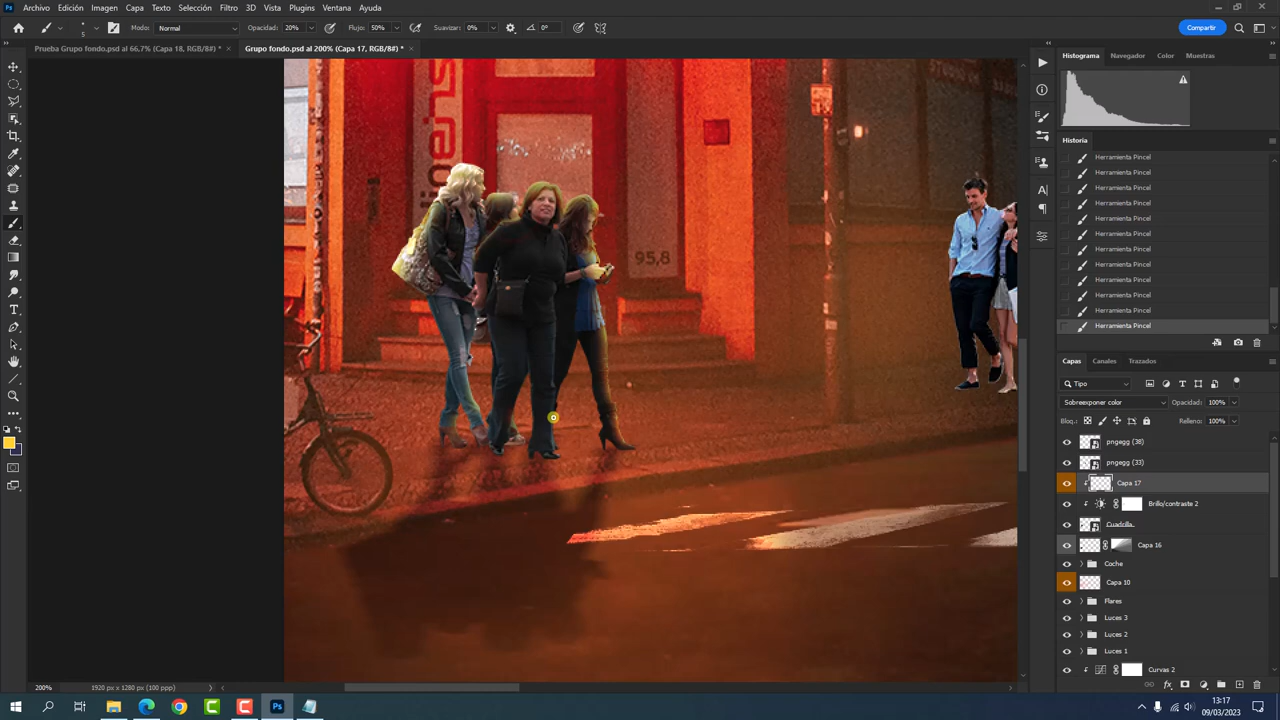 Archivo Edición Imagen Capa Texto Selección Filtro 3D Vista Plugins Ventana Ayuda
5 Modo: Normal Opacidad: 20% Flujo: 50% Suavizar: 0% 0° Compartir
Prueba Grupo fondo.psd al 66,7% (Capa 18, RGB/8#) * × Grupo fondo.psd al 200% (Capa 17, RGB/8#) * ×
Histograma Navegador Color Muestras
Historia
Herramienta Pincel
Herramienta Pincel
Herramienta Pincel
Herramienta Pincel
Herramienta Pincel
Herramienta Pincel
Herramienta Pincel
Herramienta Pincel
Herramienta Pincel
Herramienta Pincel
Herramienta Pincel
Herramienta Pincel
95,8
Capas Canales Trazados
Tipo
Sobreexponer color Opacidad: 100%
Bloq.: Relleno: 100%
pngegg (38)
pngegg (33)
Capa 17
Brillo/contraste 2
Cuadrilla
Capa 16
Coche
Capa 10
Flares
Luces 3
Luces 2
Luces 1
Curvas 2
200% 1920 px x 1280 px (100 ppp)
13:17
09/03/2023